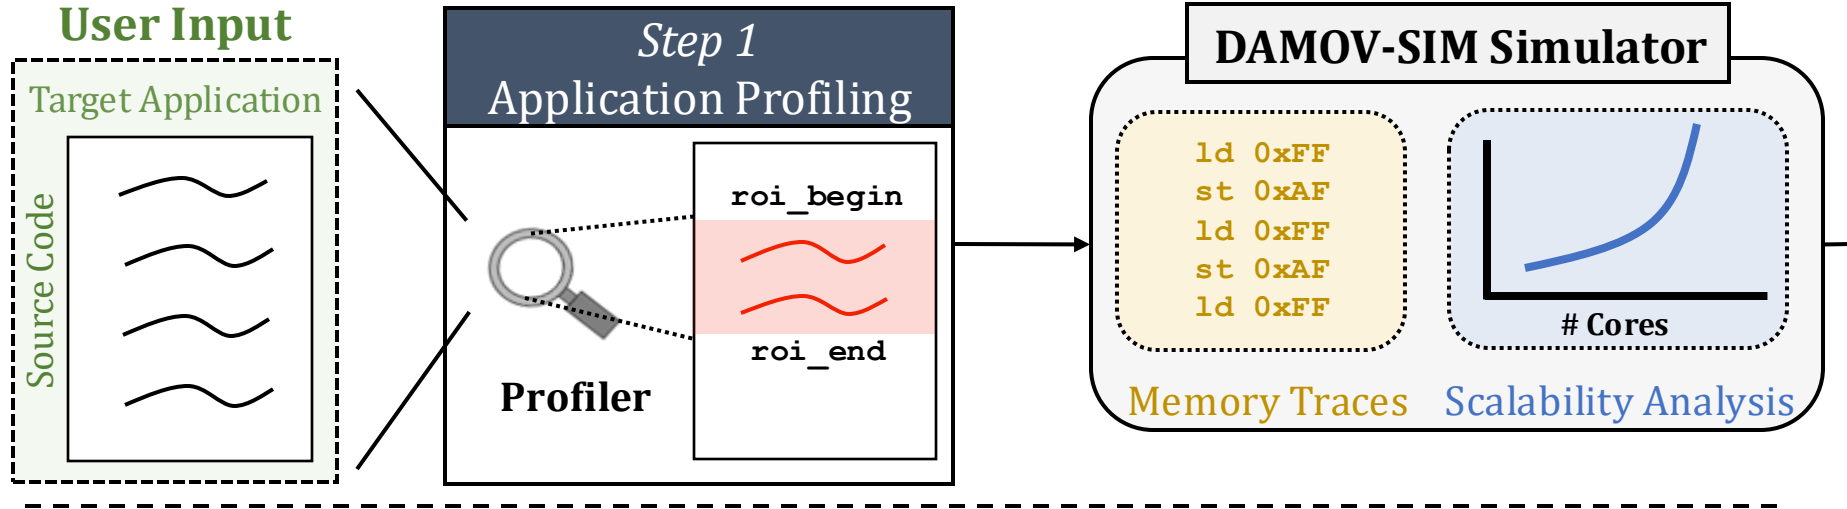 User Input
Target Application
Source Code
Step 1
Application Profiling
roi_begin
roi_end
Profiler
DAMOV-SIM Simulator
ld 0xFF
st 0xAF
ld 0xFF
st 0xAF
ld 0xFF
# Cores
Memory Traces
Scalability Analysis